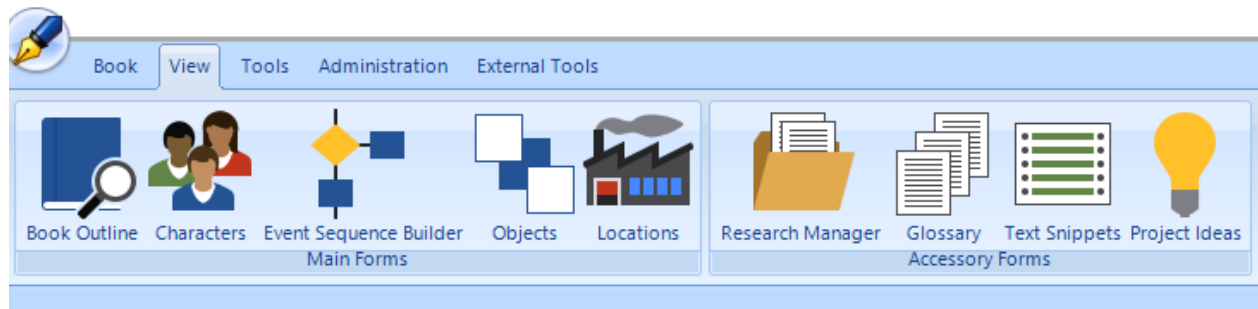 Book View Tools Administration External Tools
Book Outline Characters Event Sequence Builder Objects Locations Research Manager Glossary Text Snippets Project Ideas
Main Forms Accessory Forms